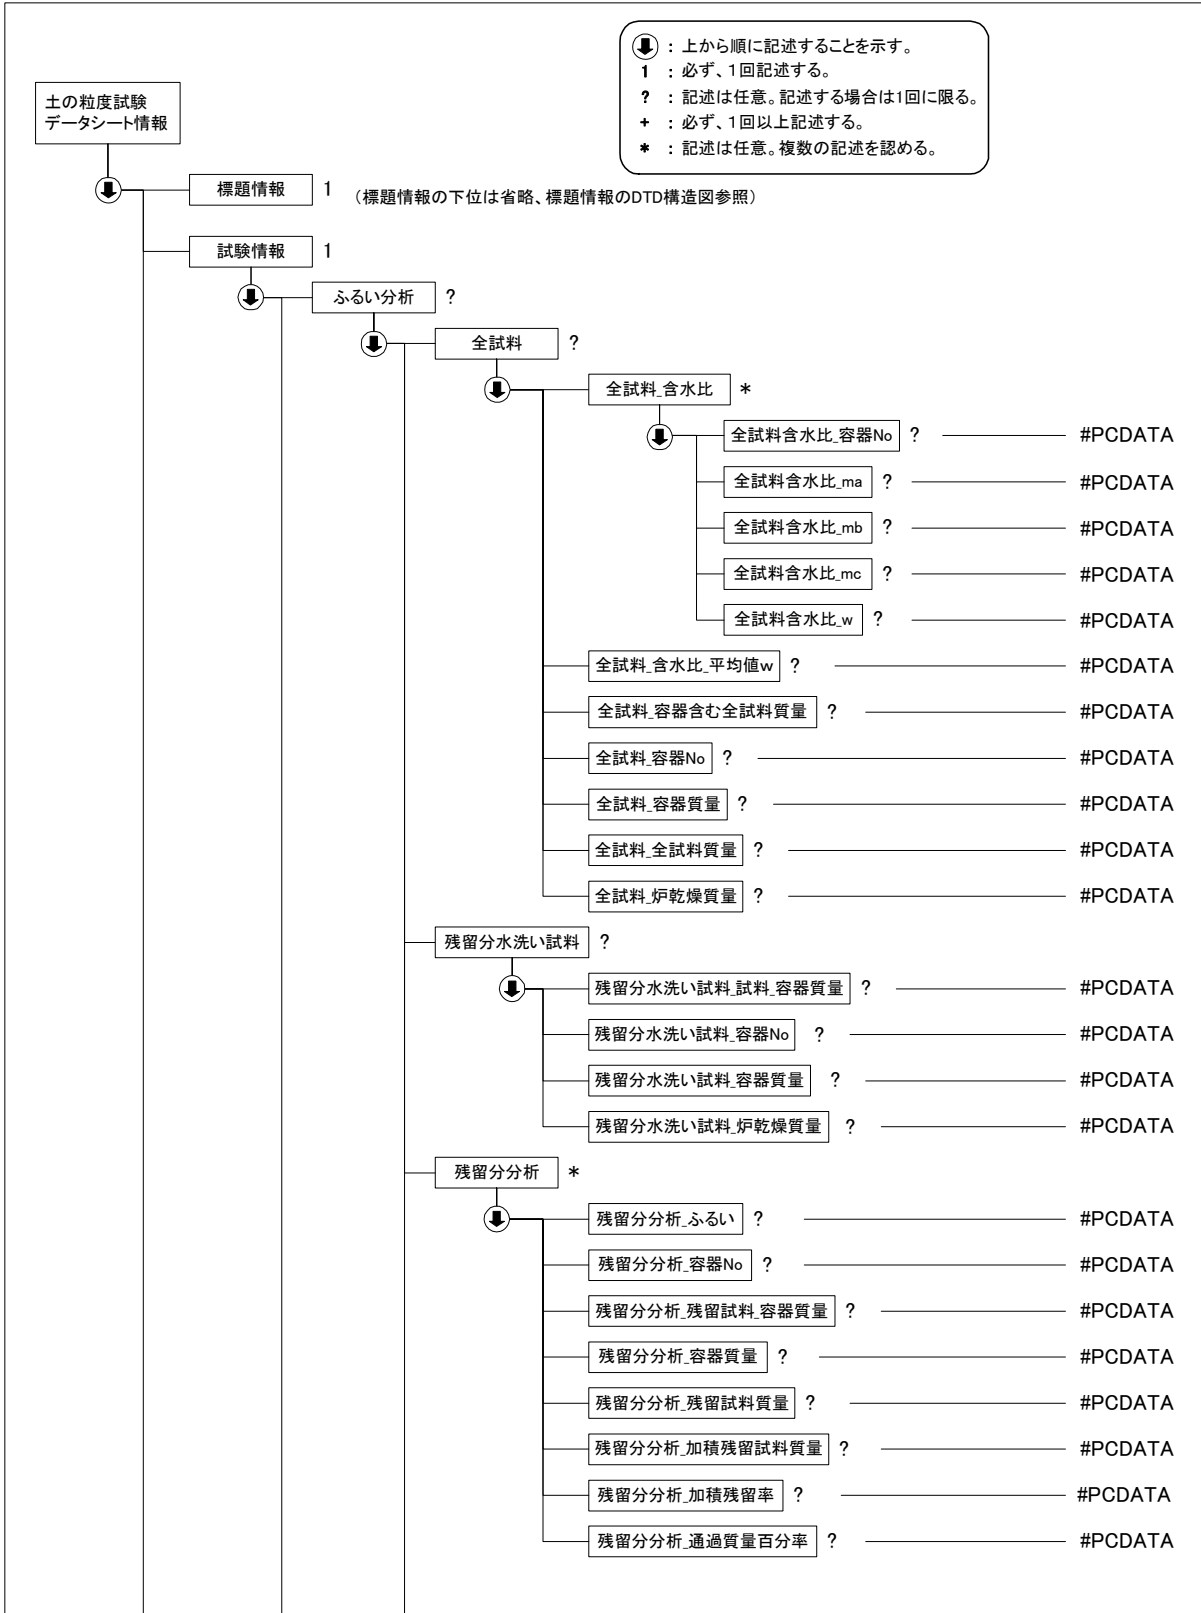 ：上から順に記述することを示す。
1 ：必ず、1回記述する。
? ：記述は任意。記述する場合は1回に限る。
+ ：必ず、1回以上記述する。
* ：記述は任意。複数の記述を認める。
土の粒度試験
データシート情報
標題情報 1 （標題情報の下位は省略、標題情報のDTD構造図参照）
試験情報 1
ふるい分析 ?
全試料 ?
全試料_含水比 *
全試料含水比_容器No ? #PCDATA
全試料含水比_ma ? #PCDATA
全試料含水比_mb ? #PCDATA
全試料含水比_mc ? #PCDATA
全試料含水比_w ? #PCDATA
全試料_含水比_平均値w ? #PCDATA
全試料_容器含む全試料質量 ? #PCDATA
全試料_容器No ? #PCDATA
全試料_容器質量 ? #PCDATA
全試料_全試料質量 ? #PCDATA
全試料_炉乾燥質量 ? #PCDATA
残留分水洗い試料 ?
残留分水洗い試料_試料_容器質量 ? #PCDATA
残留分水洗い試料_容器No ? #PCDATA
残留分水洗い試料_容器質量 ? #PCDATA
残留分水洗い試料_炉乾燥質量 ? #PCDATA
残留分分析 *
残留分分析_ふるい ? #PCDATA
残留分分析_容器No ? #PCDATA
残留分分析_残留試料_容器質量 ? #PCDATA
残留分分析_容器質量 ? #PCDATA
残留分分析_残留試料質量 ? #PCDATA
残留分分析_加積残留試料質量 ? #PCDATA
残留分分析_加積残留率 ? #PCDATA
残留分分析_通過質量百分率 ? #PCDATA